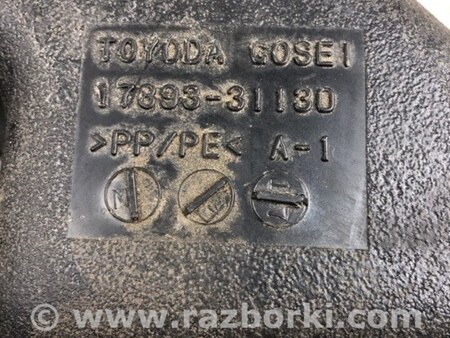 TOYODA GOSEI
17893-31130
>PP/PE< A-1
© www.razborki.com